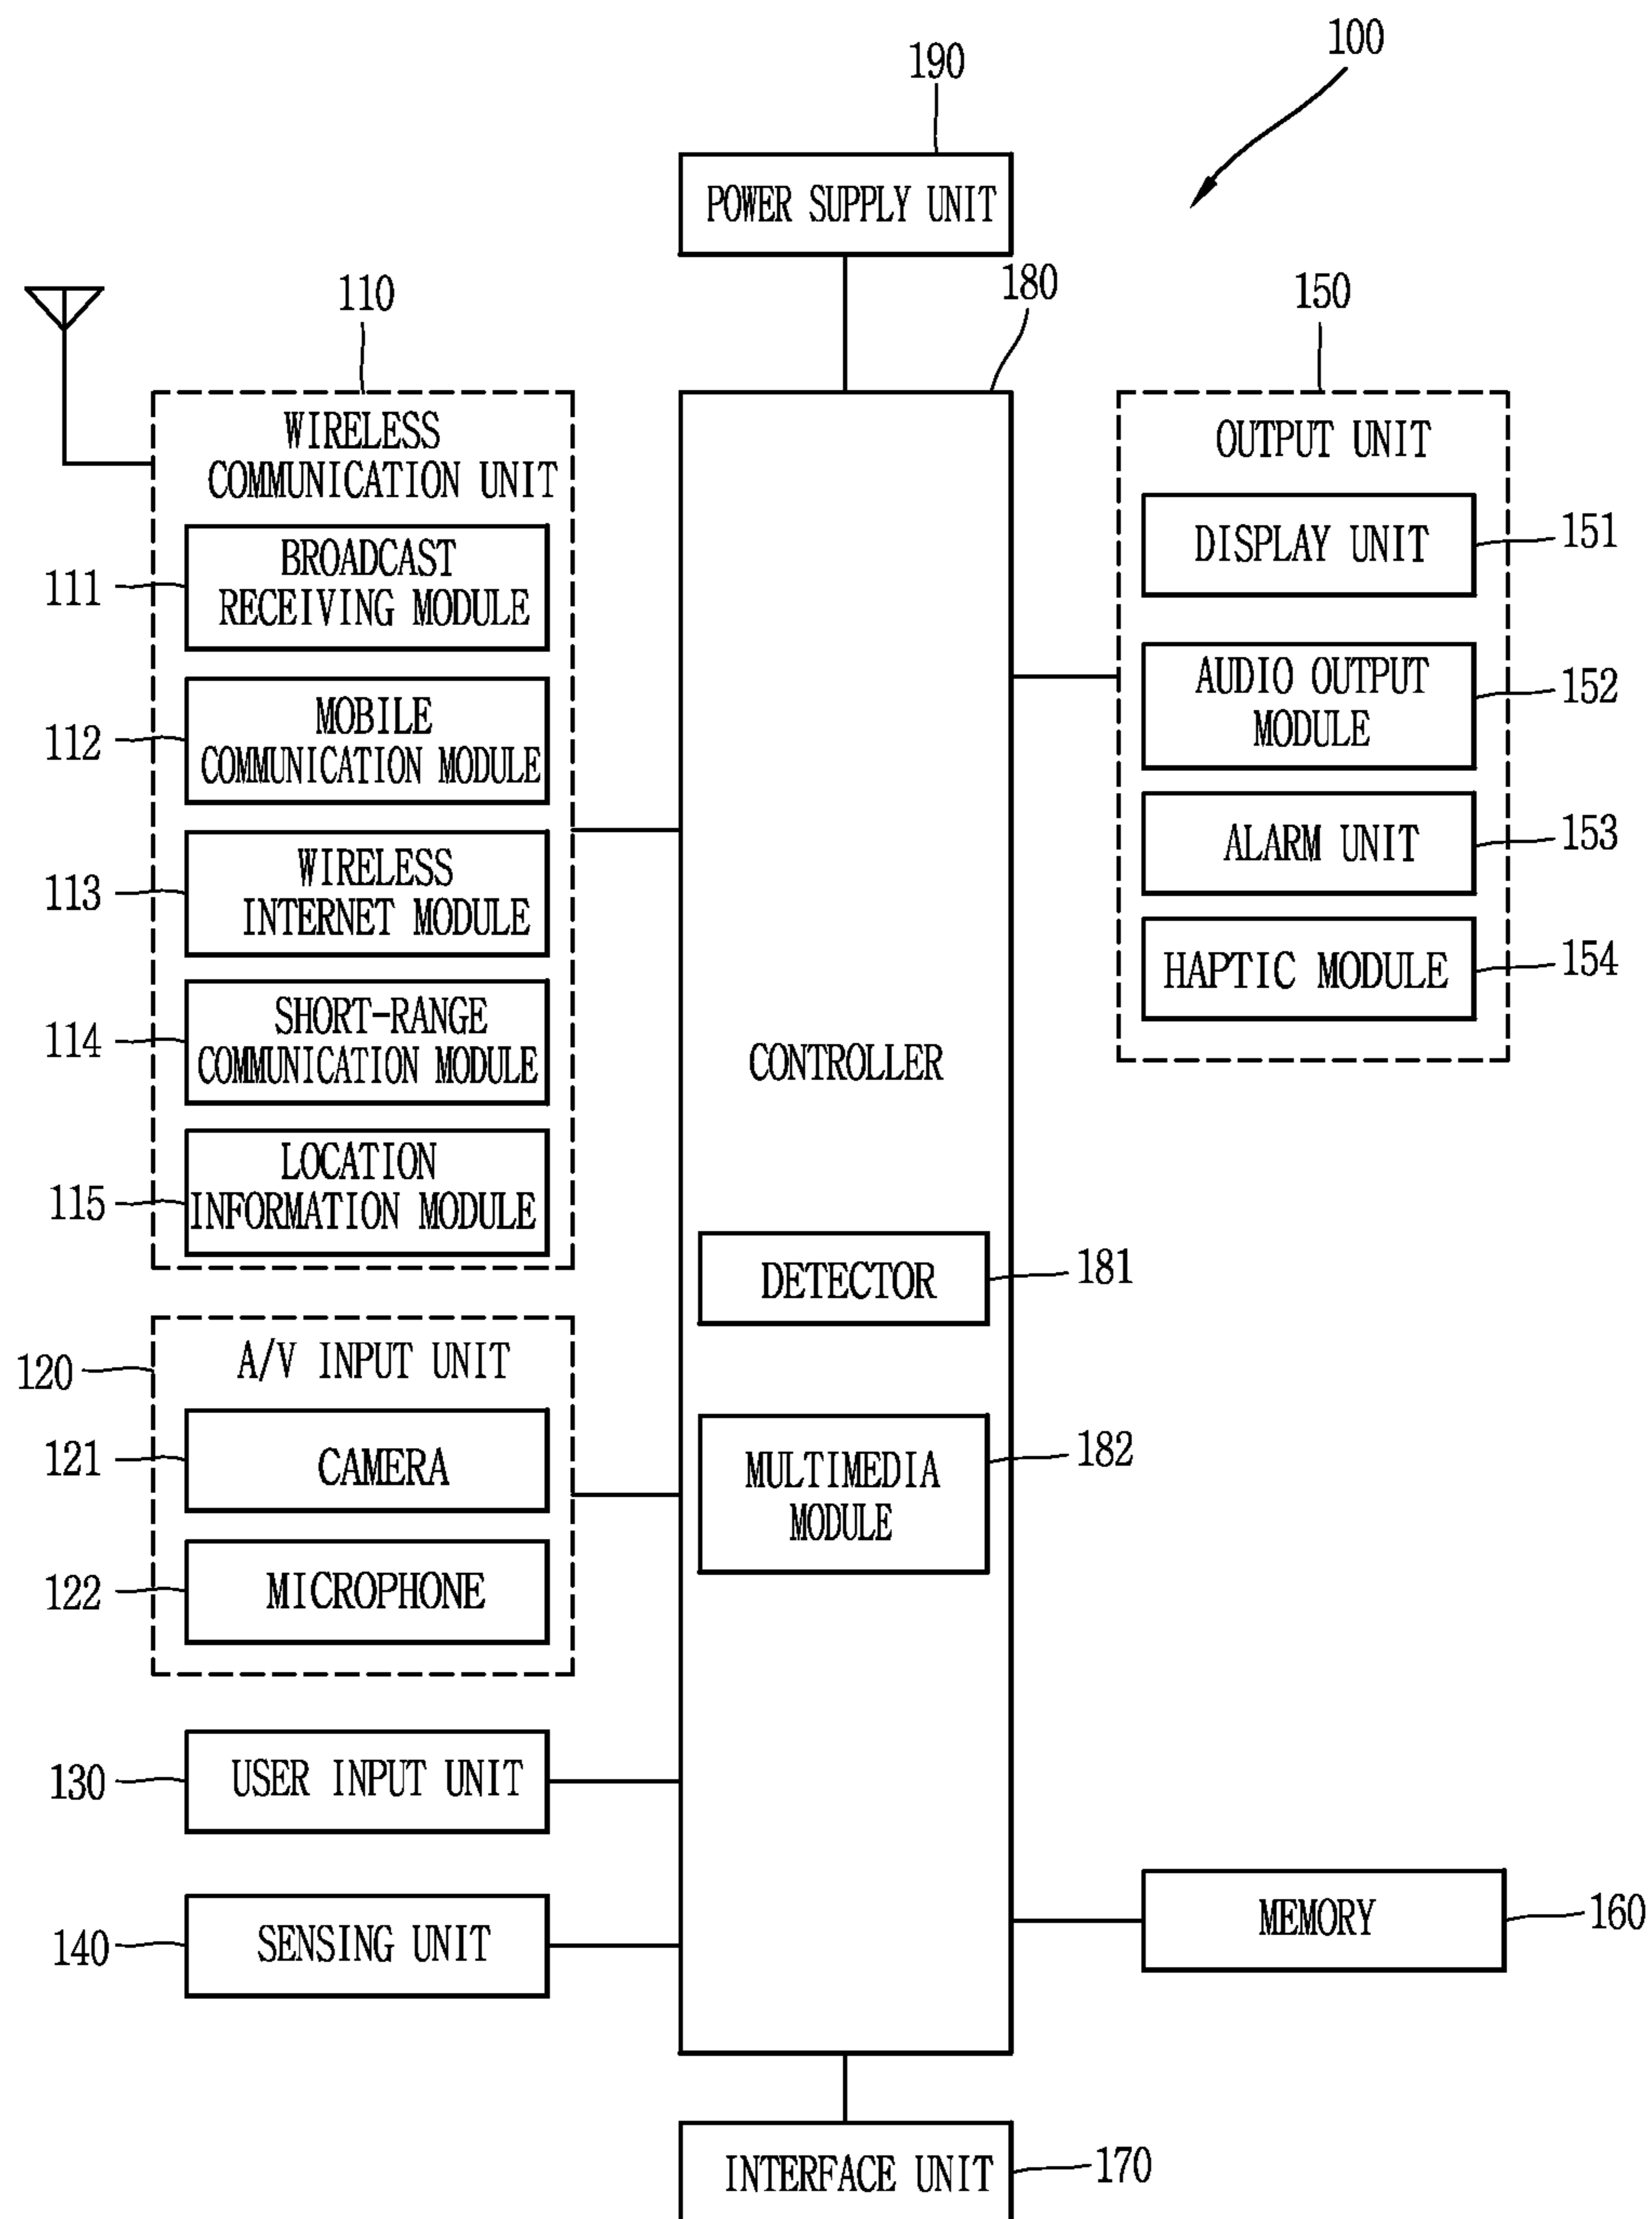 100
190
POWER SUPPLY UNIT
180
110
150
WIRELESS
COMMUNICATION UNIT
111
BROADCAST
RECEIVING MODULE
112
MOBILE
COMMUNICATION MODULE
113
WIRELESS
INTERNET MODULE
114
SHORT-RANGE
COMMUNICATION MODULE
115
LOCATION
INFORMATION MODULE
120
A/V INPUT UNIT
121
CAMERA
122
MICROPHONE
130
USER INPUT UNIT
140
SENSING UNIT
CONTROLLER
DETECTOR
181
MULTIMEDIA
MODULE
182
OUTPUT UNIT
DISPLAY UNIT
151
AUDIO OUTPUT
MODULE
152
ALARM UNIT
153
HAPTIC MODULE
154
MEMORY
160
INTERFACE UNIT
170